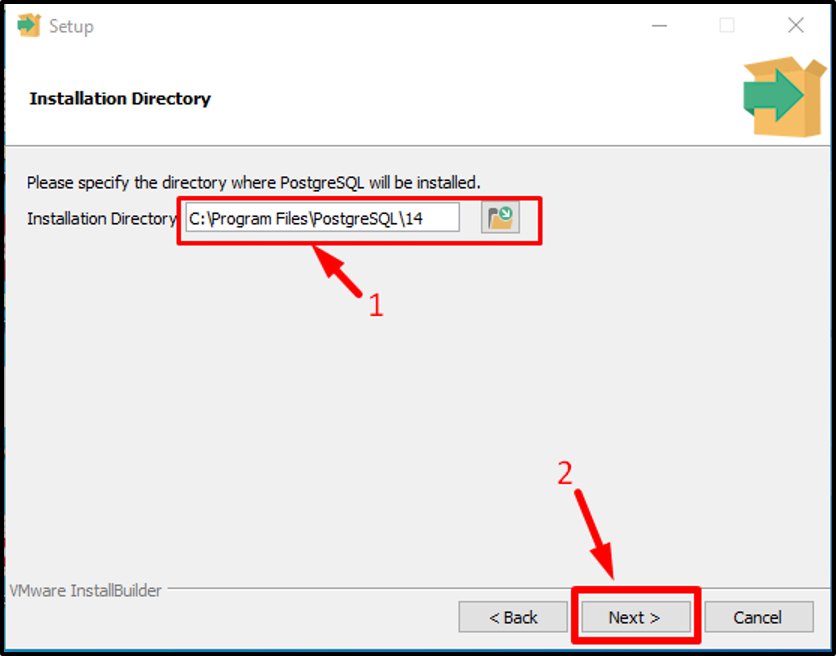 Setup
Installation Directory
Please specify the directory where PostgreSQL will be installed.
Installation Directory C:\Program Files\PostgreSQL\14
1
2
VMware InstallBuilder
< Back Next > Cancel